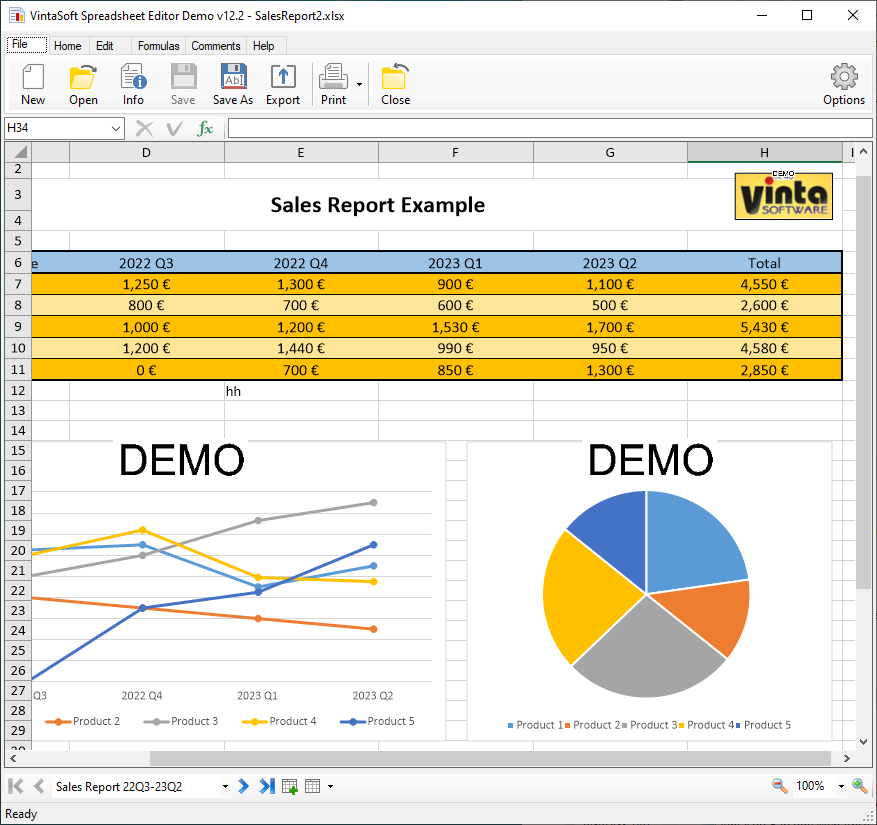 VintaSoft Spreadsheet Editor Demo v12.2 - SalesReport2.xlsx
File Home Edit Formulas Comments Help
New Open Info Save Save As Export Print Close Options
H34 fx
D E F G H I
2
3 Sales Report Example DEMO Vinta SOFTWARE
4
5
6 e 2022 Q3 2022 Q4 2023 Q1 2023 Q2 Total
7 1,250 € 1,300 € 900 € 1,100 € 4,550 €
8 800 € 700 € 600 € 500 € 2,600 €
9 1,000 € 1,200 € 1,530 € 1,700 € 5,430 €
10 1,200 € 1,440 € 990 € 950 € 4,580 €
11 0 € 700 € 850 € 1,300 € 2,850 €
12 hh
13
14
15 DEMO DEMO
16
17
18
19
20
21
22
23
24
25
26
27 Q3 2022 Q4 2023 Q1 2023 Q2
28 Product 2 Product 3 Product 4 Product 5
29 Product 1 Product 2 Product 3 Product 4 Product 5
Sales Report 22Q3-23Q2 100%
Ready